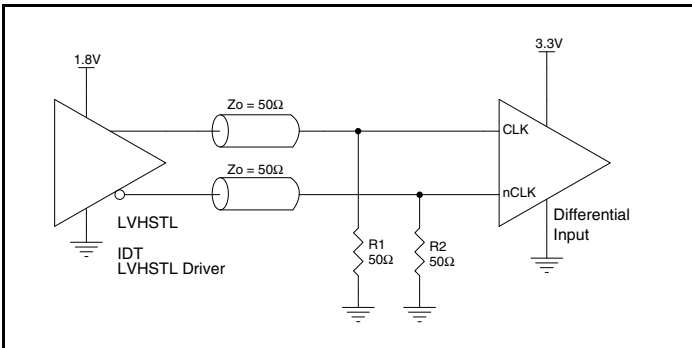 1.8V
3.3V
Zo = 50Ω
CLK
Zo = 50Ω
nCLK
LVHSTL
IDT
LVHSTL Driver
R1
50Ω
R2
50Ω
Differential
Input